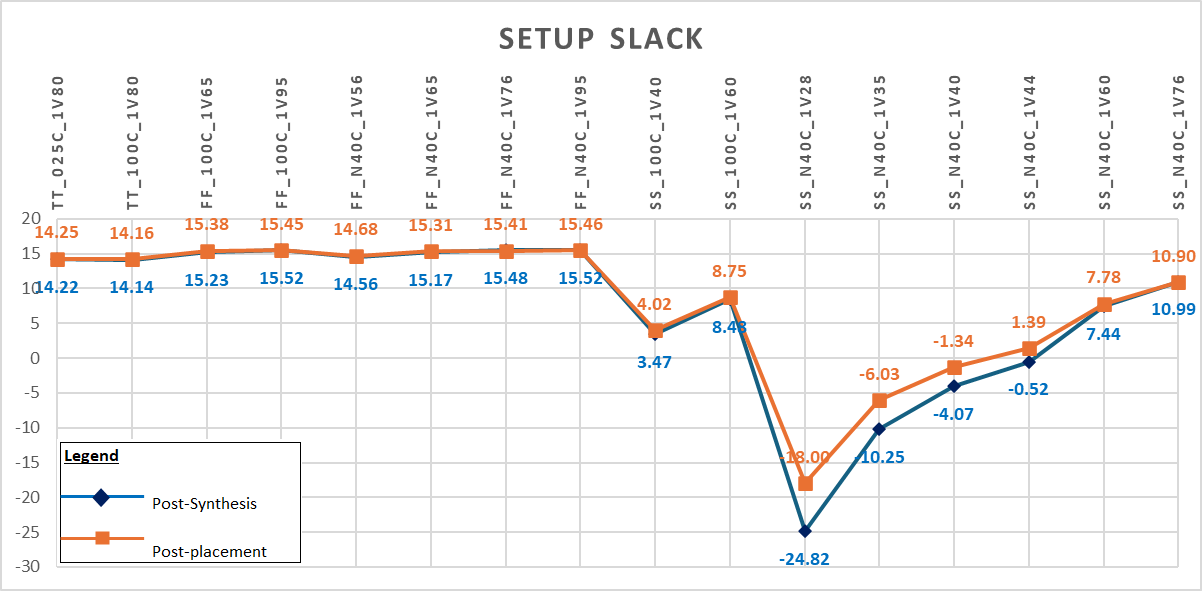 SETUP SLACK
TT_025C_1V80
TT_100C_1V80
FF_100C_1V65
FF_100C_1V95
FF_N40C_1V56
FF_N40C_1V65
FF_N40C_1V76
FF_N40C_1V95
SS_100C_1V40
SS_100C_1V60
SS_N40C_1V28
SS_N40C_1V35
SS_N40C_1V40
SS_N40C_1V44
SS_N40C_1V60
SS_N40C_1V76
20
15
10
5
0
-5
-10
-15
-20
-25
-30
14.25 14.16 15.38 15.45 14.68 15.31 15.41 15.46 4.02 8.75 -18.00 -6.03 -1.34 1.39 7.78 10.90
14.22 14.14 15.23 15.52 14.56 15.17 15.48 15.52 3.47 8.43 -24.82 -10.25 -4.07 -0.52 7.44 10.99
Legend
Post-Synthesis
Post-placement